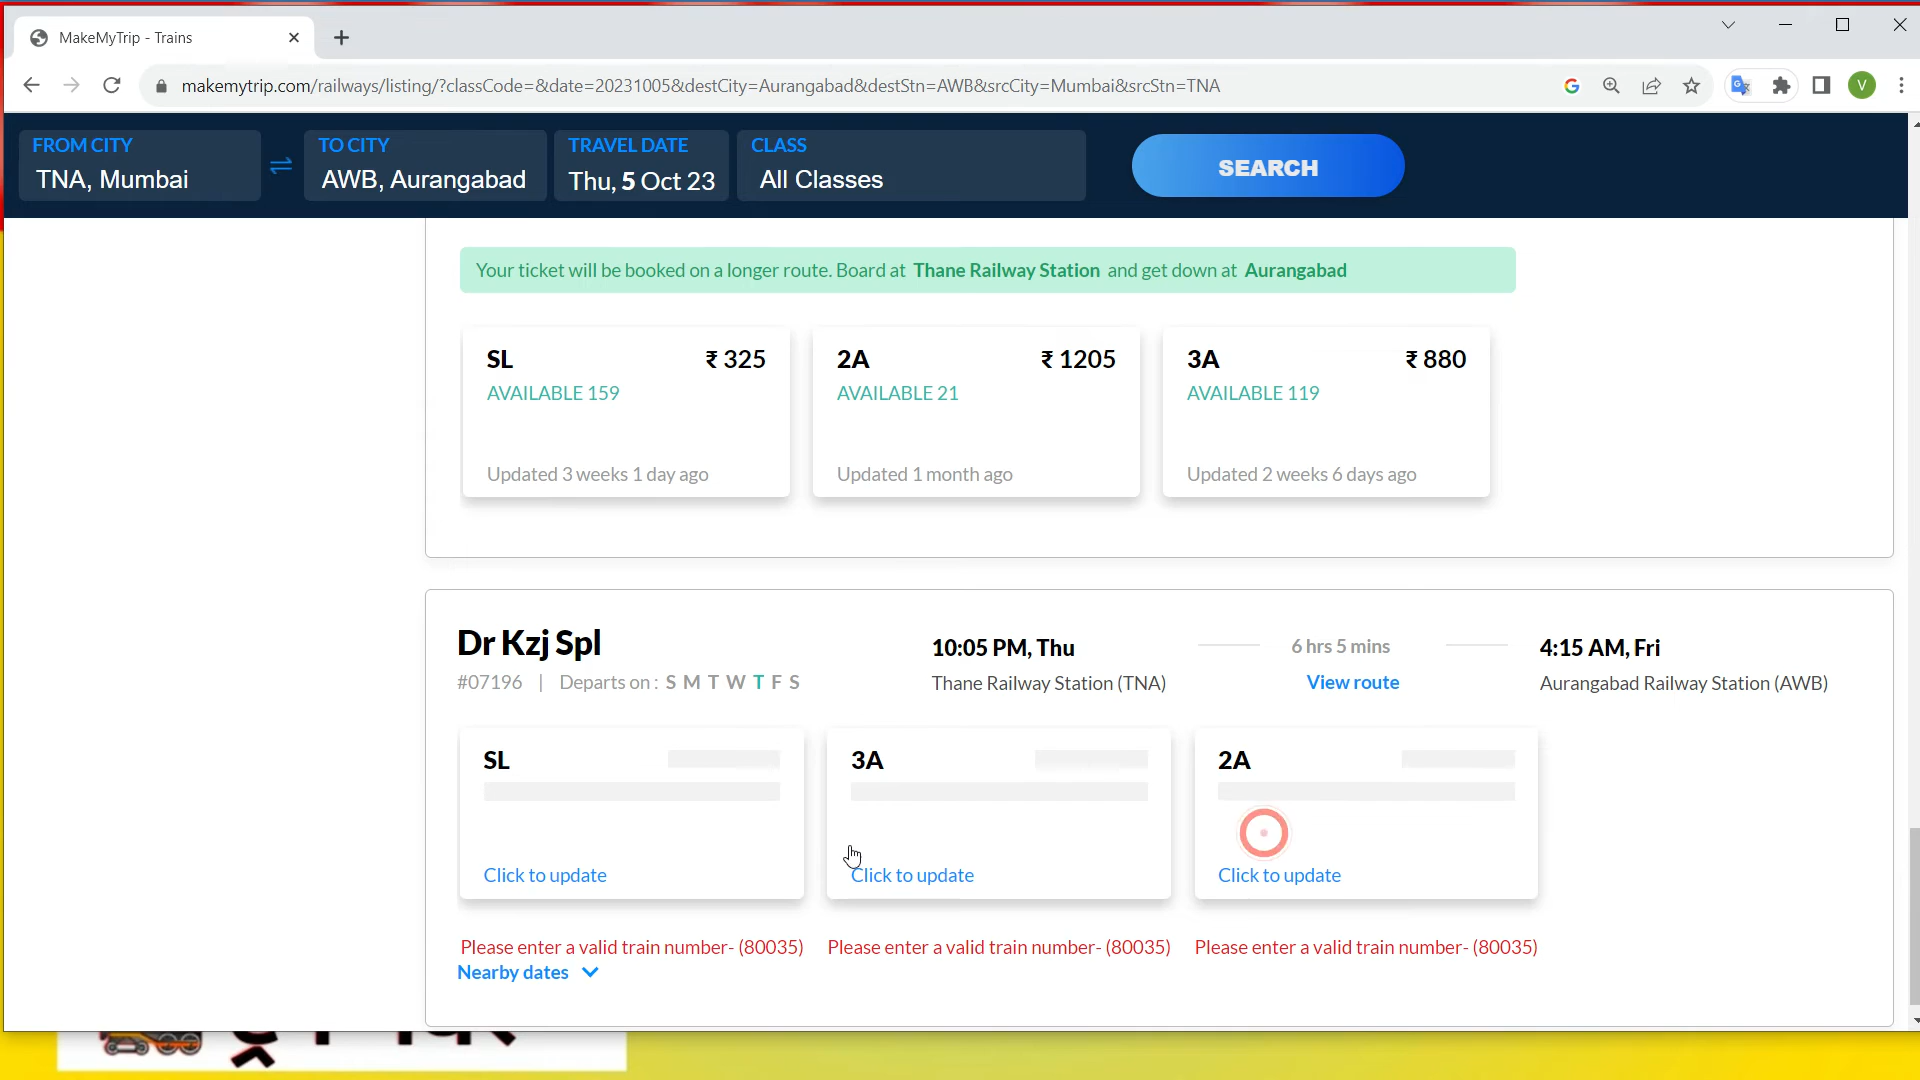 MakeMyTrip - Trains
makemytrip.com/railways/listing/?classCode=&date=20231005&destCity=Aurangabad&destStn=AWB&srcCity=Mumbai&srcStn=TNA
V
FROM CITY
TNA, Mumbai
TO CITY
AWB, Aurangabad
TRAVEL DATE
Thu, 5 Oct 23
CLASS
All Classes
SEARCH
Your ticket will be booked on a longer route. Board at Thane Railway Station and get down at Aurangabad
SL ₹ 325
AVAILABLE 159
Updated 3 weeks 1 day ago
2A ₹ 1205
AVAILABLE 21
Updated 1 month ago
3A ₹ 880
AVAILABLE 119
Updated 2 weeks 6 days ago
Dr Kzj Spl
#07196 | Departs on : S M T W T F S
10:05 PM, Thu
Thane Railway Station (TNA)
6 hrs 5 mins
View route
4:15 AM, Fri
Aurangabad Railway Station (AWB)
SL
Click to update
3A
Click to update
2A
Click to update
Please enter a valid train number- (80035)
Please enter a valid train number- (80035)
Please enter a valid train number- (80035)
Nearby dates